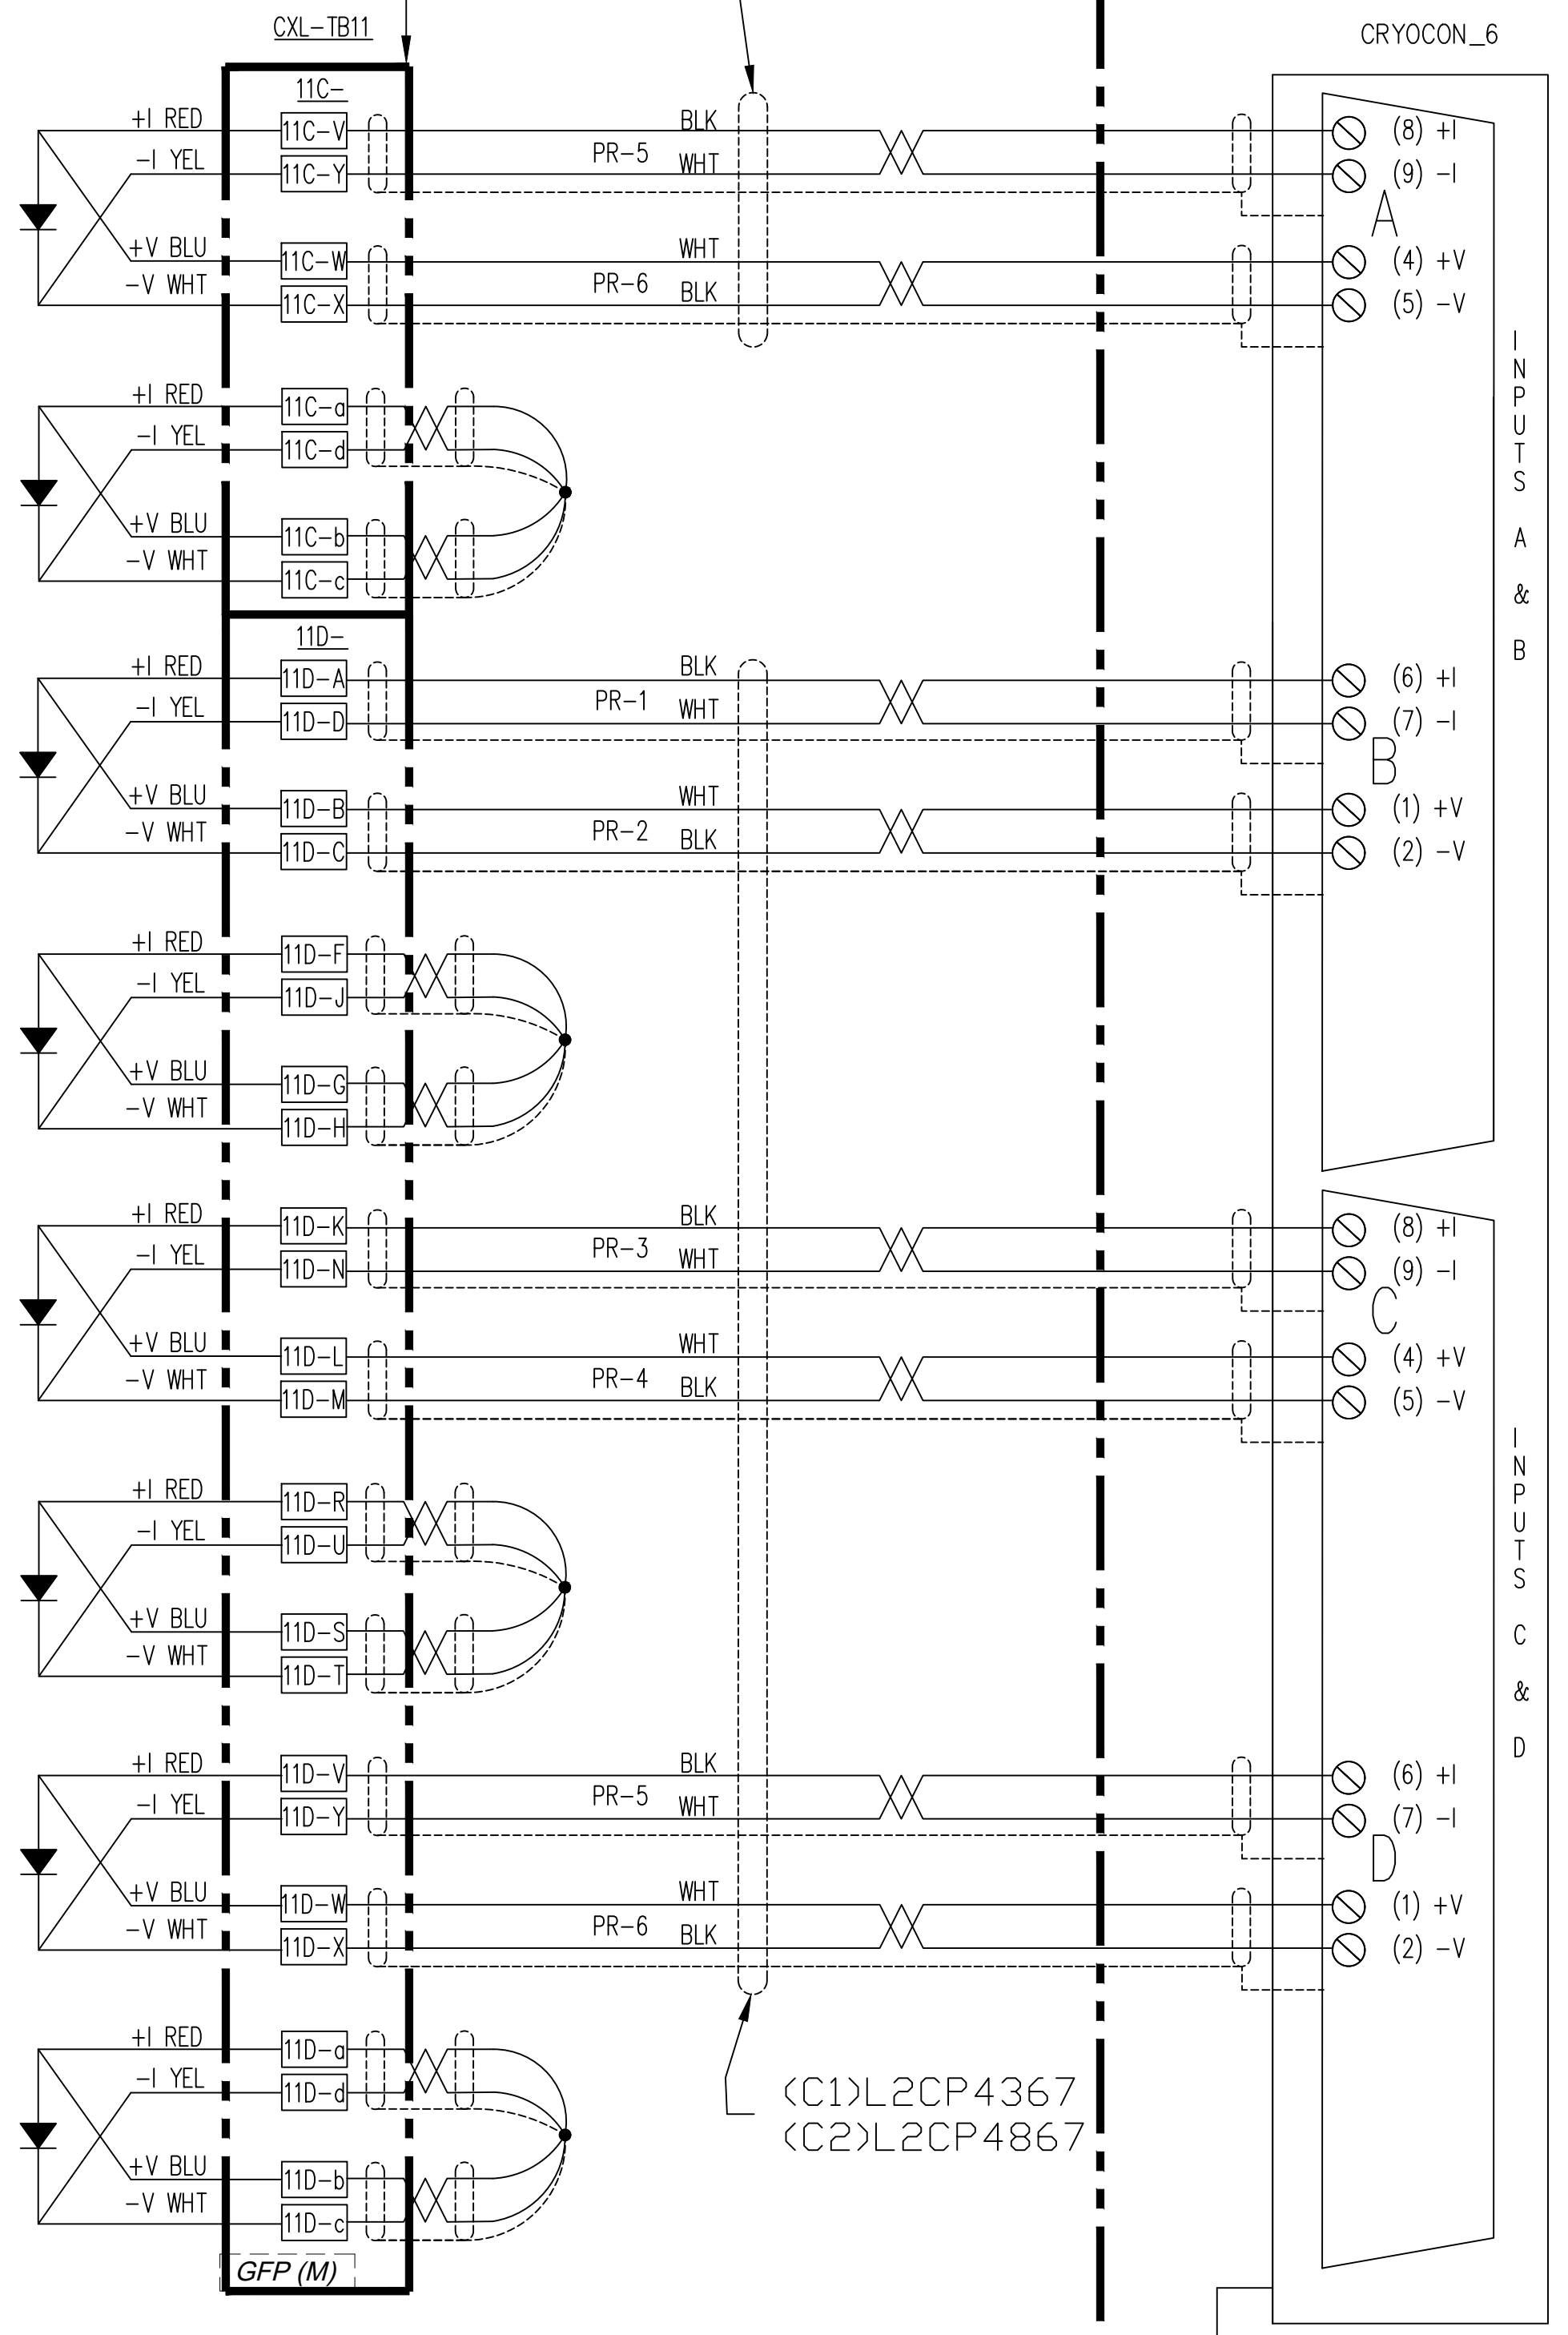 CXL-TB11
CRYOCON_6
11C-
+I RED
11C-V
BLK
(8) +I
-I YEL
11C-Y
PR-5
WHT
(9) -I
A
+V BLU
11C-W
WHT
(4) +V
-V WHT
11C-X
PR-6
BLK
(5) -V
+I RED
11C-a
-I YEL
11C-d
+V BLU
11C-b
-V WHT
11C-c
INPUTS A & B
11D-
+I RED
11D-A
BLK
(6) +I
-I YEL
11D-D
PR-1
WHT
(7) -I
B
+V BLU
11D-B
WHT
(1) +V
-V WHT
11D-C
PR-2
BLK
(2) -V
+I RED
11D-F
-I YEL
11D-J
+V BLU
11D-G
-V WHT
11D-H
+I RED
11D-K
BLK
(8) +I
-I YEL
11D-N
PR-3
WHT
(9) -I
C
+V BLU
11D-L
WHT
(4) +V
-V WHT
11D-M
PR-4
BLK
(5) -V
+I RED
11D-R
-I YEL
11D-U
+V BLU
11D-S
-V WHT
11D-T
INPUTS C & D
+I RED
11D-V
BLK
(6) +I
-I YEL
11D-Y
PR-5
WHT
(7) -I
D
+V BLU
11D-W
WHT
(1) +V
-V WHT
11D-X
PR-6
BLK
(2) -V
+I RED
11D-a
-I YEL
11D-d
(C1)L2CP4367
(C2)L2CP4867
+V BLU
11D-b
-V WHT
11D-c
GFP (M)